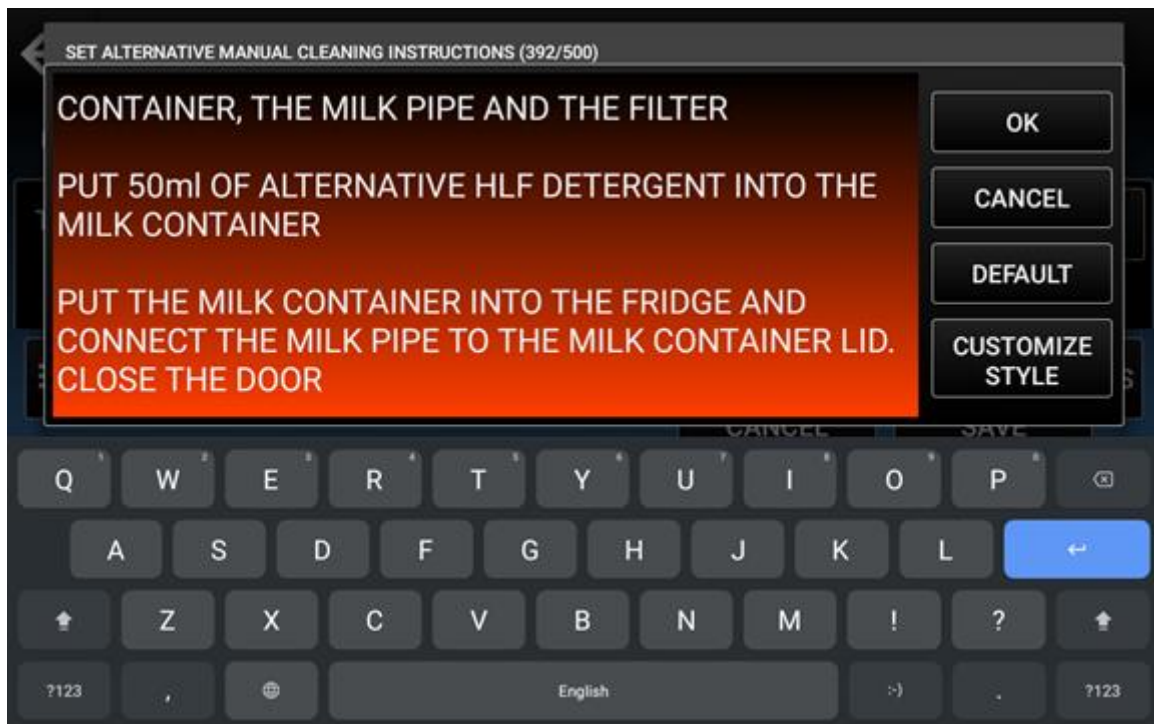 SET ALTERNATIVE MANUAL CLEANING INSTRUCTIONS (392/500)
CONTAINER, THE MILK PIPE AND THE FILTER
PUT 50ml OF ALTERNATIVE HLF DETERGENT INTO THE
MILK CONTAINER
PUT THE MILK CONTAINER INTO THE FRIDGE AND
CONNECT THE MILK PIPE TO THE MILK CONTAINER LID.
CLOSE THE DOOR
OK
CANCEL
DEFAULT
CUSTOMIZE
STYLE
CANCEL
SAVE
Q W E R T Y U I O P
A S D F G H J K L
Z X C V B N M ! ?
?123 , English :-) . ?123